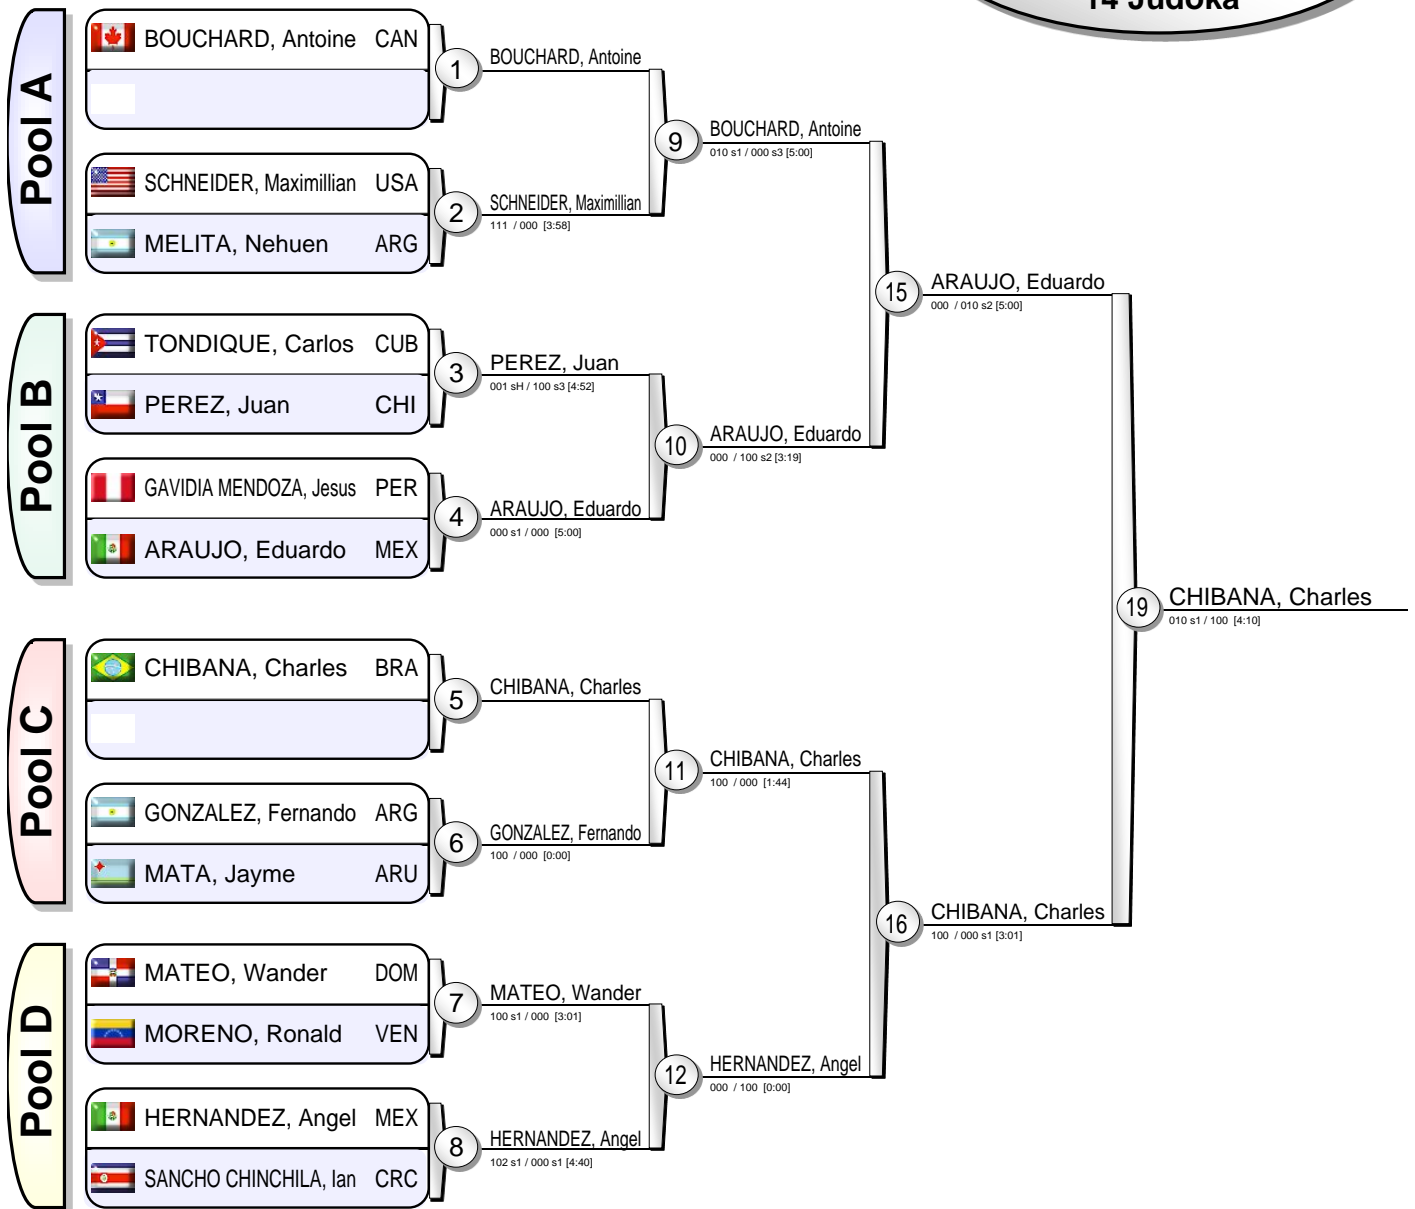 14 Judoka
Pool A
BOUCHARD, Antoine CAN
SCHNEIDER, Maximillian USA
MELITA, Nehuen ARG
Pool B
TONDIQUE, Carlos CUB
PEREZ, Juan CHI
GAVIDIA MENDOZA, Jesus PER
ARAUJO, Eduardo MEX
Pool C
CHIBANA, Charles BRA
GONZALEZ, Fernando ARG
MATA, Jayme ARU
Pool D
MATEO, Wander DOM
MORENO, Ronald VEN
HERNANDEZ, Angel MEX
SANCHO CHINCHILA, Ian CRC
1
BOUCHARD, Antoine
2
SCHNEIDER, Maximillian
111 / 000 [3:58]
3
PEREZ, Juan
001 sH / 100 s3 [4:52]
4
ARAUJO, Eduardo
000 s1 / 000 [5:00]
5
CHIBANA, Charles
6
GONZALEZ, Fernando
100 / 000 [0:00]
7
MATEO, Wander
100 s1 / 000 [3:01]
8
HERNANDEZ, Angel
102 s1 / 000 s1 [4:40]
9
BOUCHARD, Antoine
010 s1 / 000 s3 [5:00]
10
ARAUJO, Eduardo
000 / 100 s2 [3:19]
11
CHIBANA, Charles
100 / 000 [1:44]
12
HERNANDEZ, Angel
000 / 100 [0:00]
15
ARAUJO, Eduardo
000 / 010 s2 [5:00]
16
CHIBANA, Charles
100 / 000 s1 [3:01]
19
CHIBANA, Charles
010 s1 / 100 [4:10]